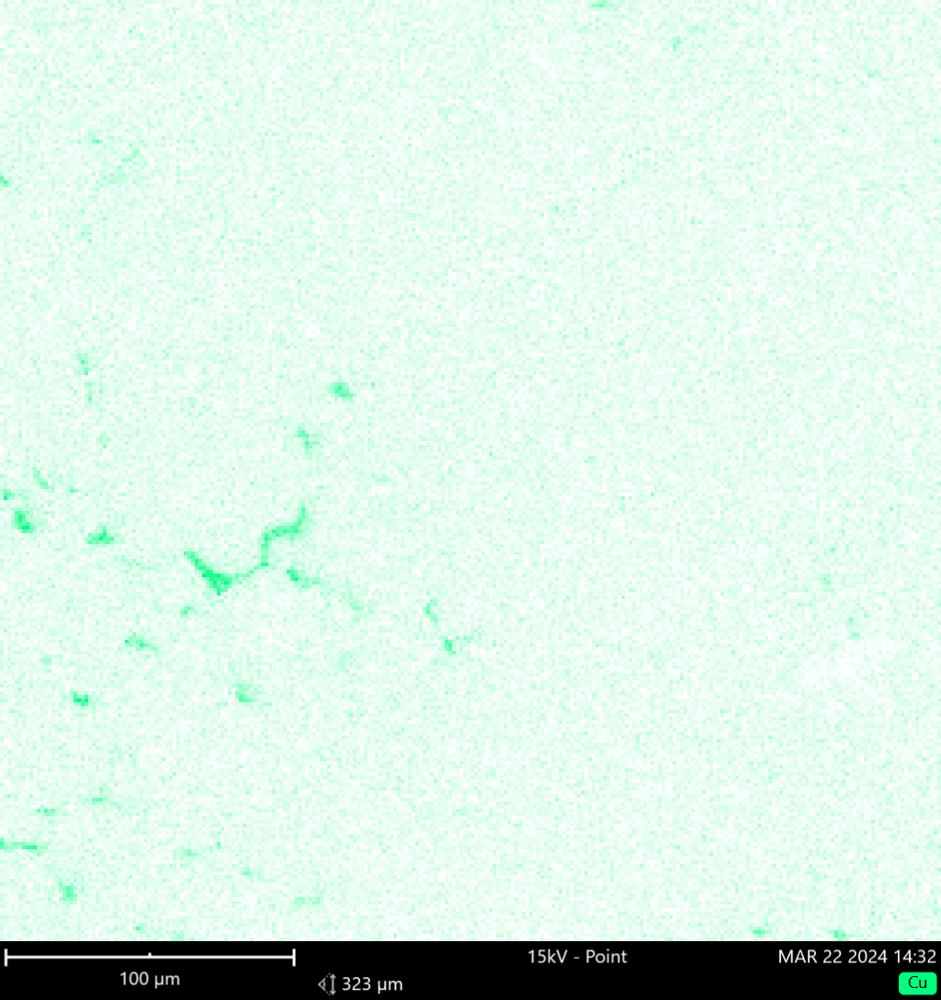 15kV - Point
MAR 22 2024 14:32
100 µm
323 µm
Cu